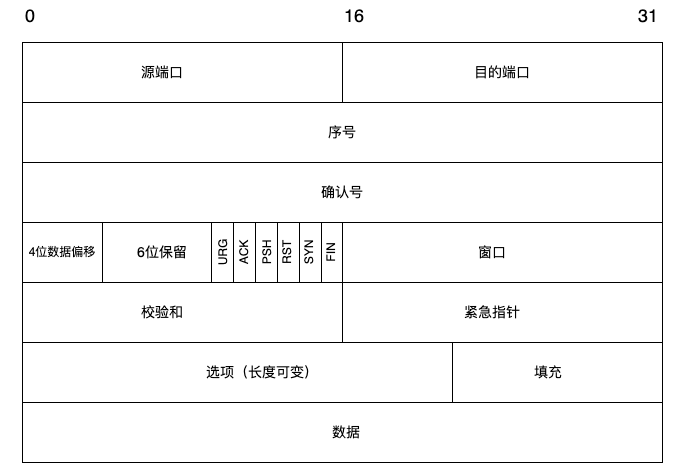 0 16 31
源端口 目的端口
序号
确认号
4位数据偏移 6位保留 URG ACK PSH RST SYN FIN 窗口
校验和 紧急指针
选项（长度可变） 填充
数据